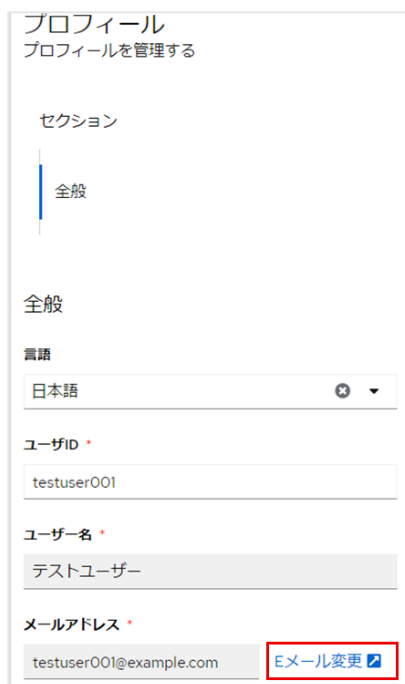 プロフィール
プロフィールを管理する
セクション
全般
全般
言語
日本語
ユーザID *
testuser001
ユーザー名 *
テストユーザー
メールアドレス *
testuser001@example.com Eメール変更